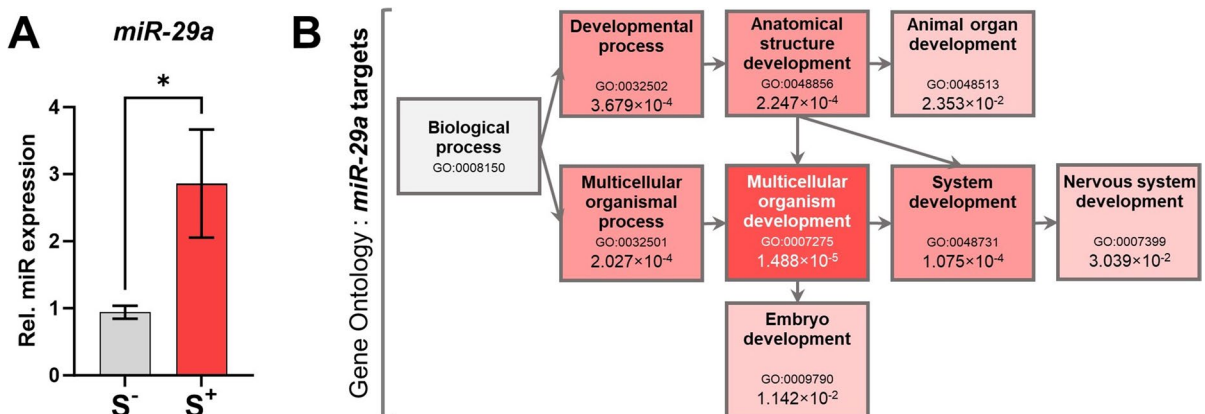 A
miR-29a
*
Rel. miR expression
4
3
2
1
0
S⁻
S⁺
B
Gene Ontology : miR-29a targets
Biological
process
GO:0008150
Developmental
process
GO:0032502
3.679×10⁻⁴
Anatomical
structure
development
GO:0048856
2.247×10⁻⁴
Animal organ
development
GO:0048513
2.353×10⁻²
Multicellular
organismal
process
GO:0032501
2.027×10⁻⁴
Multicellular
organism
development
GO:0007275
1.488×10⁻⁵
System
development
GO:0048731
1.075×10⁻⁴
Nervous system
development
GO:0007399
3.039×10⁻²
Embryo
development
GO:0009790
1.142×10⁻²